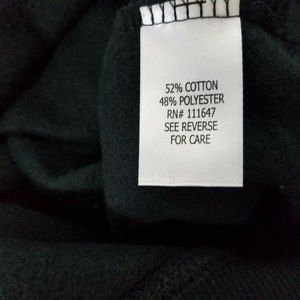 52% COTTON
48% POLYESTER
RN# 111647
SEE REVERSE
FOR CARE